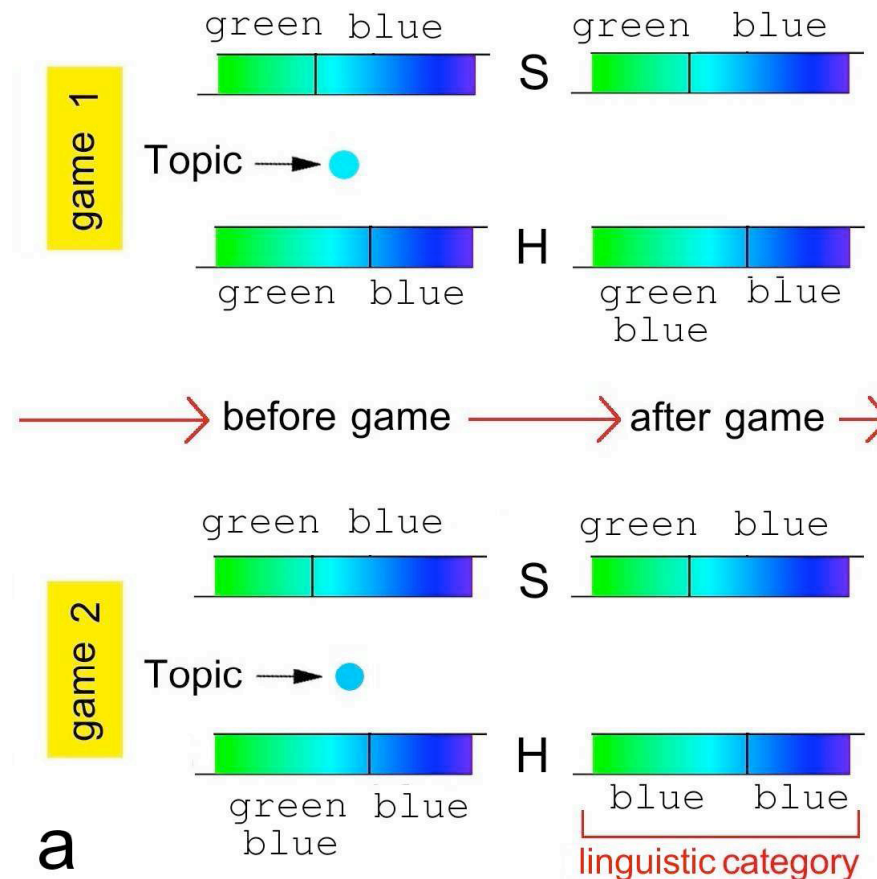 green blue
S
green blue
game 1
Topic
H
green blue
green blue
blue
before game
after game
green blue
S
green blue
game 2
Topic
H
green blue
blue
blue blue
a
linguistic category